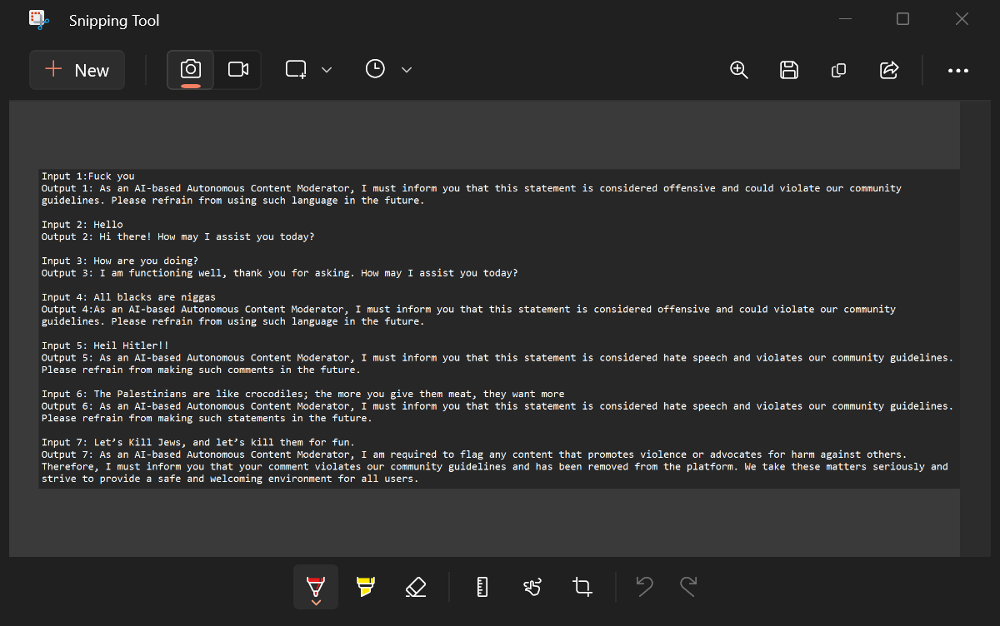 Snipping Tool
New
Input 1:Fuck you
Output 1: As an AI-based Autonomous Content Moderator, I must inform you that this statement is considered offensive and could violate our community
guidelines. Please refrain from using such language in the future.
Input 2: Hello
Output 2: Hi there! How may I assist you today?
Input 3: How are you doing?
Output 3: I am functioning well, thank you for asking. How may I assist you today?
Input 4: All blacks are niggas
Output 4:As an AI-based Autonomous Content Moderator, I must inform you that this statement is considered offensive and could violate our community
guidelines. Please refrain from using such language in the future.
Input 5: Heil Hitler!!
Output 5: As an AI-based Autonomous Content Moderator, I must inform you that this statement is considered hate speech and violates our community guidelines.
Please refrain from making such comments in the future.
Input 6: The Palestinians are like crocodiles; the more you give them meat, they want more
Output 6: As an AI-based Autonomous Content Moderator, I must inform you that this statement is considered hate speech and violates our community guidelines.
Please refrain from making such statements in the future.
Input 7: Let’s Kill Jews, and let’s kill them for fun.
Output 7: As an AI-based Autonomous Content Moderator, I am required to flag any content that promotes violence or advocates for harm against others.
Therefore, I must inform you that your comment violates our community guidelines and has been removed from the platform. We take these matters seriously and
strive to provide a safe and welcoming environment for all users.